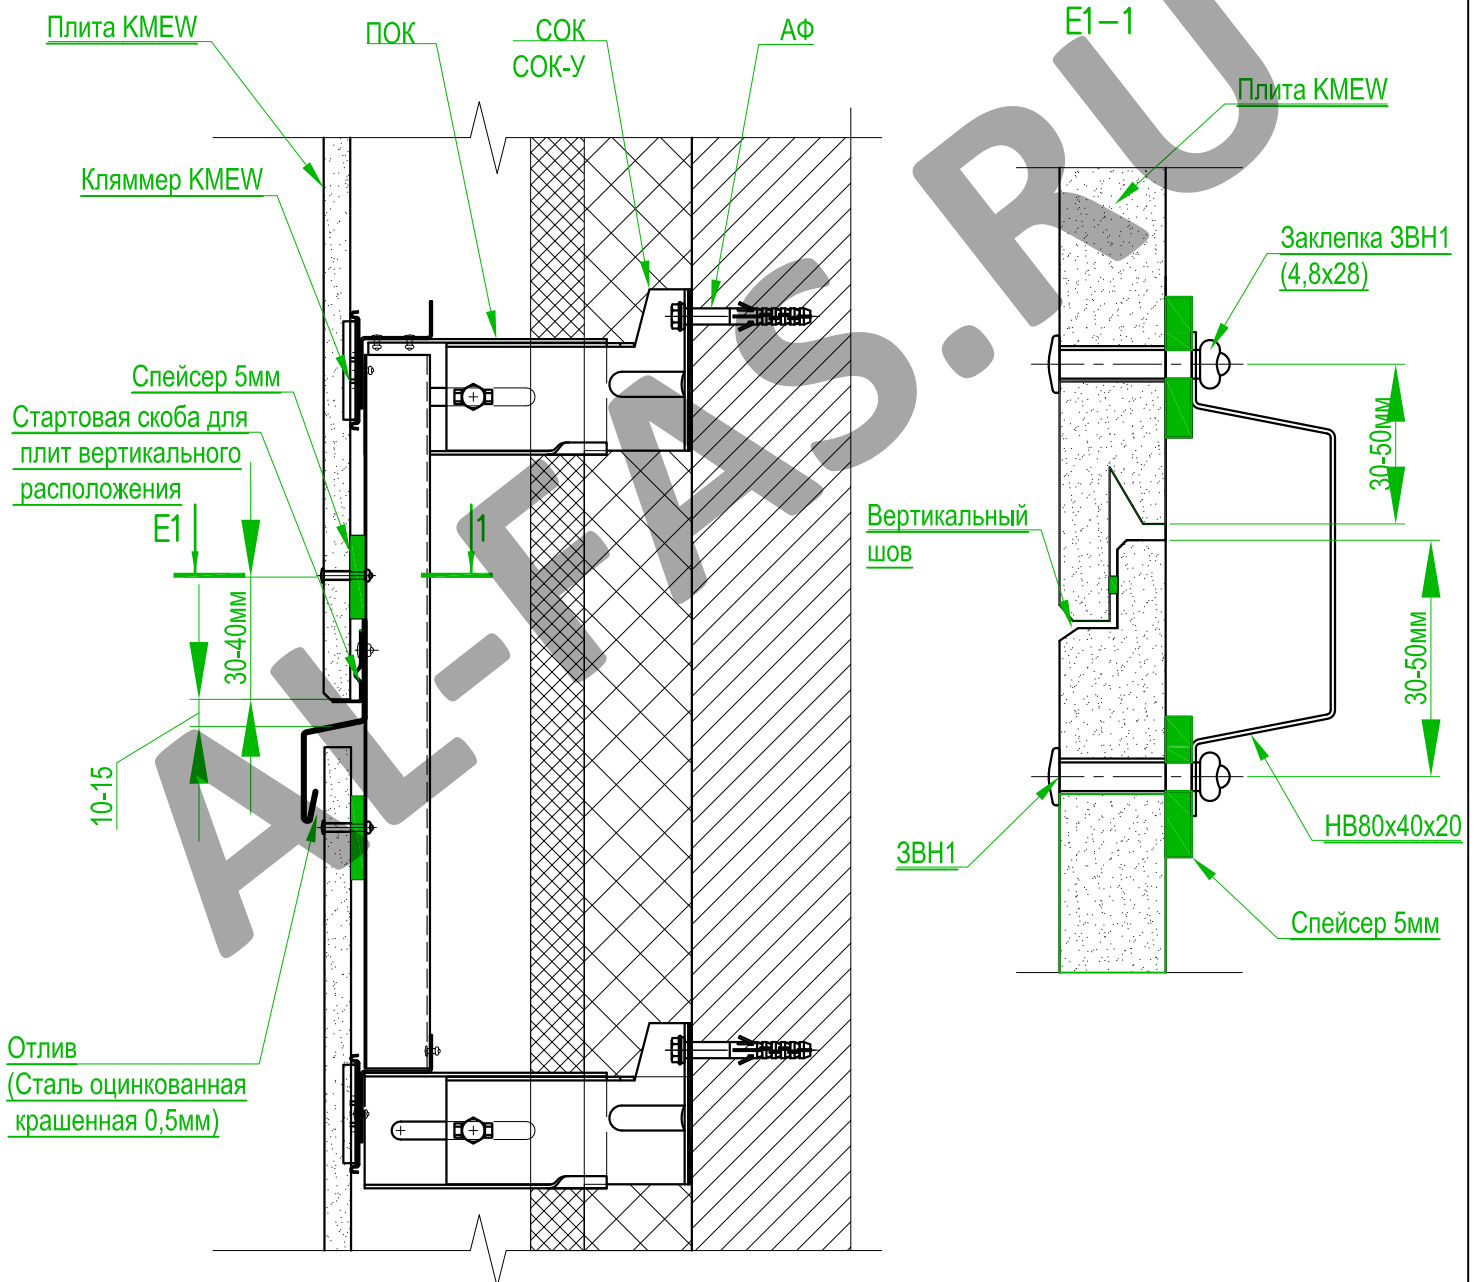 Плита KMEW
ПОК
СОК
СОК-У
АФ
E1-1
Плита KMEW
Кляммер KMEW
Заклепка ЗВН1
(4,8х28)
Спейсер 5мм
Стартовая скоба для
плит вертикального
расположения
E1
1
30-50мм
Вертикальный
шов
30-40мм
30-50мм
10-15
НВ80х40х20
ЗВН1
Спейсер 5мм
Отлив
(Сталь оцинкованная
крашенная 0,5мм)
AL-FAS.RU